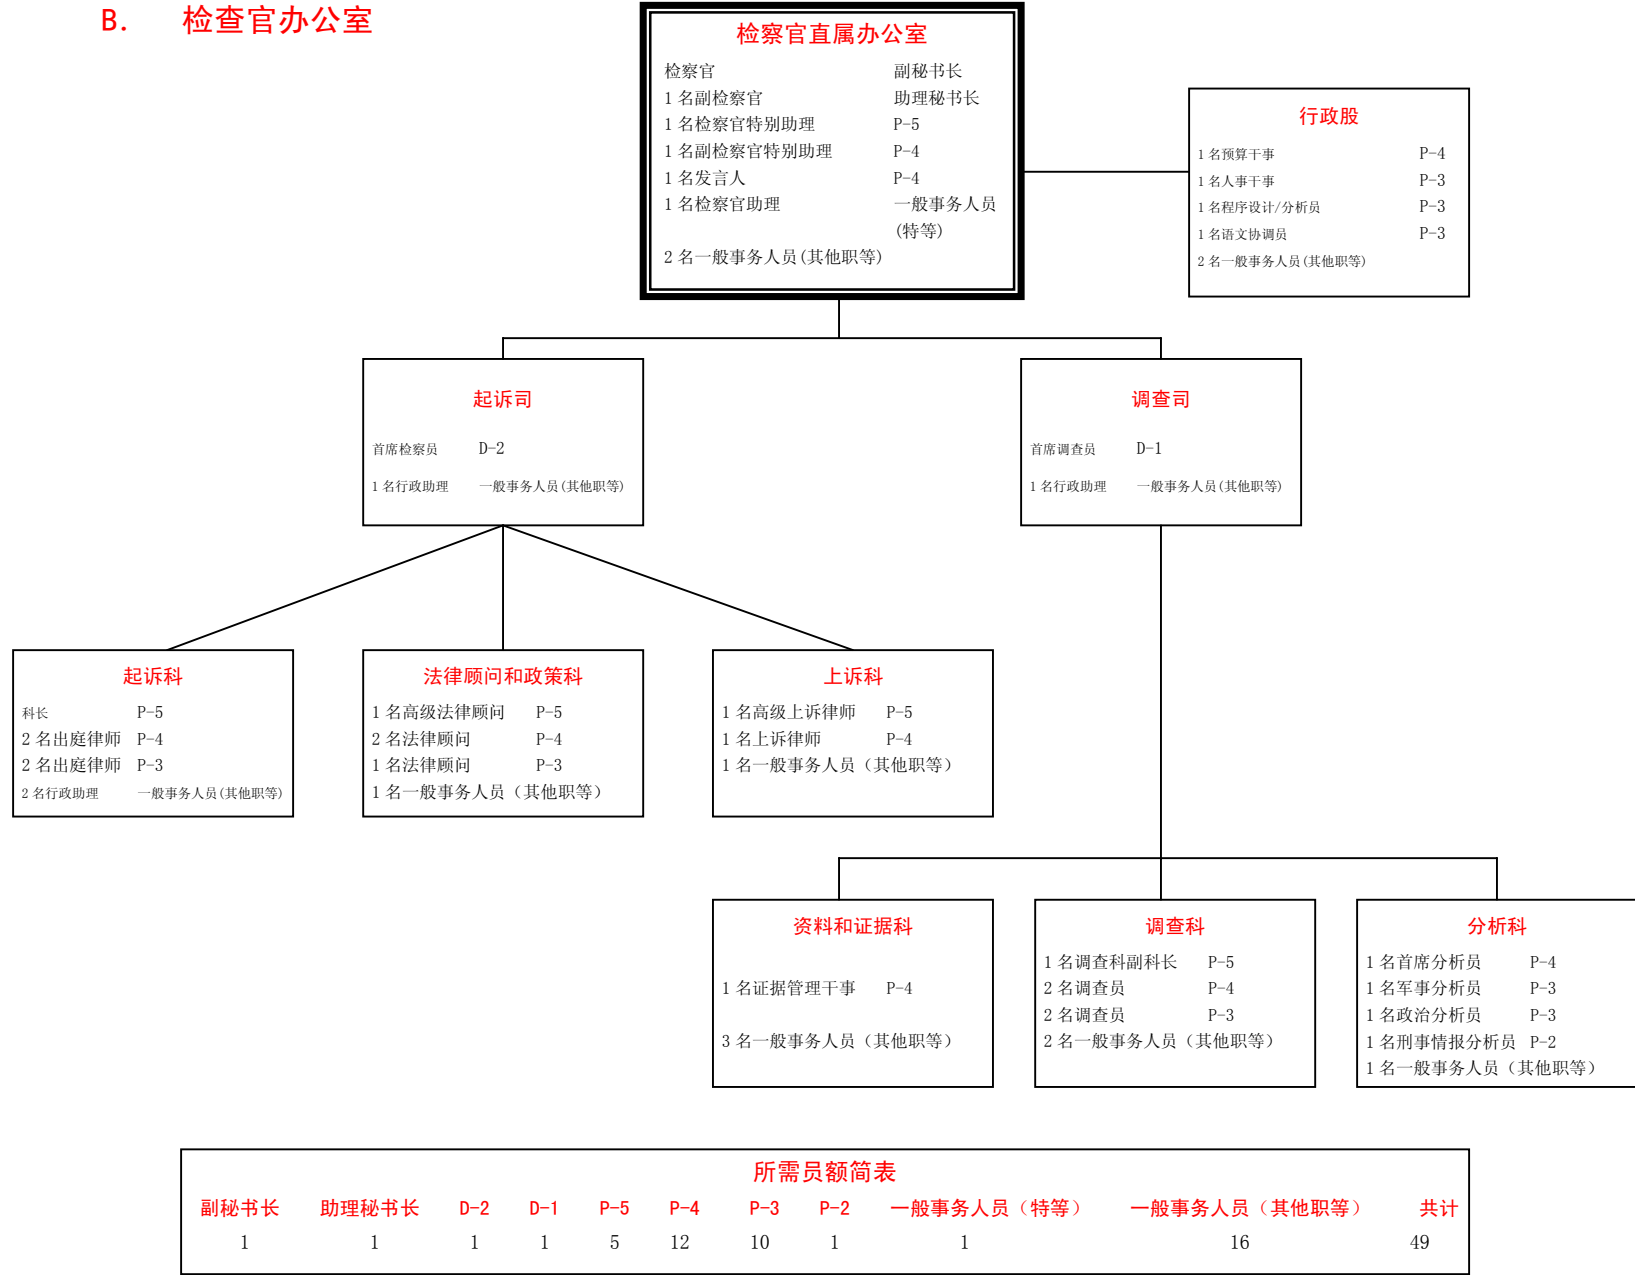 B. 检查官办公室
检察官直属办公室
检察官 副秘书长
1 名副检察官 助理秘书长
1 名检察官特别助理 P-5
1 名副检察官特别助理 P-4
1 名发言人 P-4
1 名检察官助理 一般事务人员
(特等)
2 名一般事务人员(其他职等)
行政股
1 名预算干事 P-4
1 名人事干事 P-3
1 名程序设计/分析员 P-3
1 名语文协调员 P-3
2 名一般事务人员(其他职等)
起诉司
首席检察员 D-2
1 名行政助理 一般事务人员(其他职等)
调查司
首席调查员 D-1
1 名行政助理 一般事务人员(其他职等)
起诉科
科长 P-5
2 名出庭律师 P-4
2 名出庭律师 P-3
2 名行政助理 一般事务人员(其他职等)
法律顾问和政策科
1 名高级法律顾问 P-5
2 名法律顾问 P-4
1 名法律顾问 P-3
1 名一般事务人员（其他职等）
上诉科
1 名高级上诉律师 P-5
1 名上诉律师 P-4
1 名一般事务人员（其他职等）
资料和证据科
1 名证据管理干事 P-4
3 名一般事务人员（其他职等）
调查科
1 名调查科副科长 P-5
2 名调查员 P-4
2 名调查员 P-3
2 名一般事务人员（其他职等）
分析科
1 名首席分析员 P-4
1 名军事分析员 P-3
1 名政治分析员 P-3
1 名刑事情报分析员 P-2
1 名一般事务人员（其他职等）
所需员额简表
副秘书长 助理秘书长 D-2 D-1 P-5 P-4 P-3 P-2 一般事务人员（特等） 一般事务人员（其他职等） 共计
1 1 1 1 5 12 10 1 1 16 49